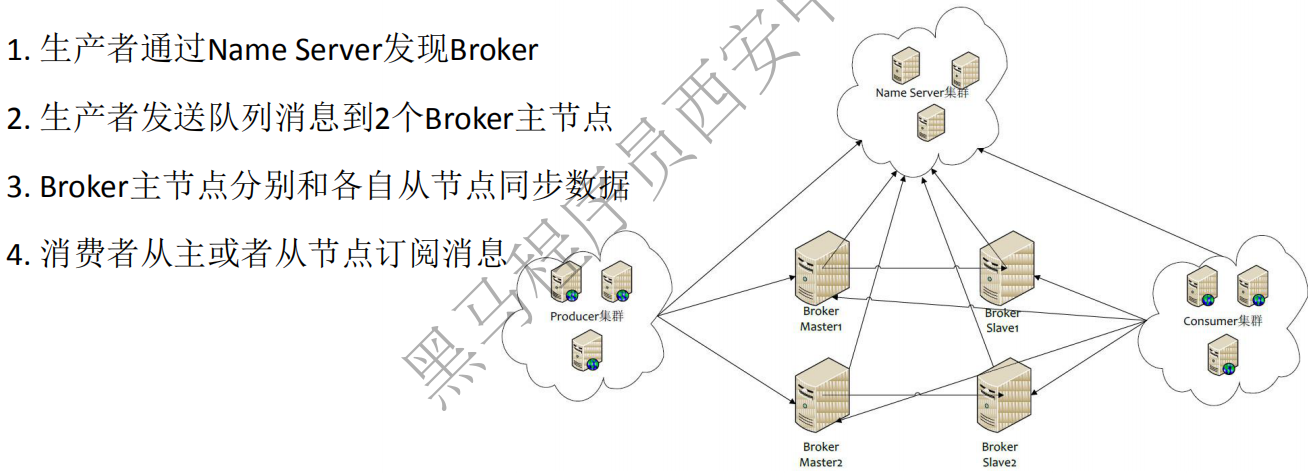 1. 生产者通过Name Server发现Broker
2. 生产者发送队列消息到2个Broker主节点
3. Broker主节点分别和各自从节点同步数据
4. 消费者从主或者从节点订阅消息
Name Server集群
Producer集群
Broker
Master1
Broker
Slave1
Consumer集群
Broker
Master2
Broker
Slave2
黑马程序员西安中